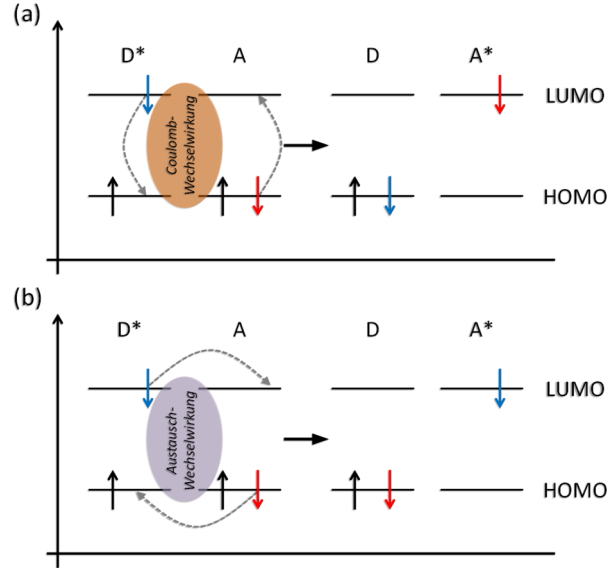 (a)
D* A D A*
LUMO
Coulomb-
Wechselwirkung
HOMO
(b)
D* A D A*
LUMO
Austausch-
Wechselwirkung
HOMO